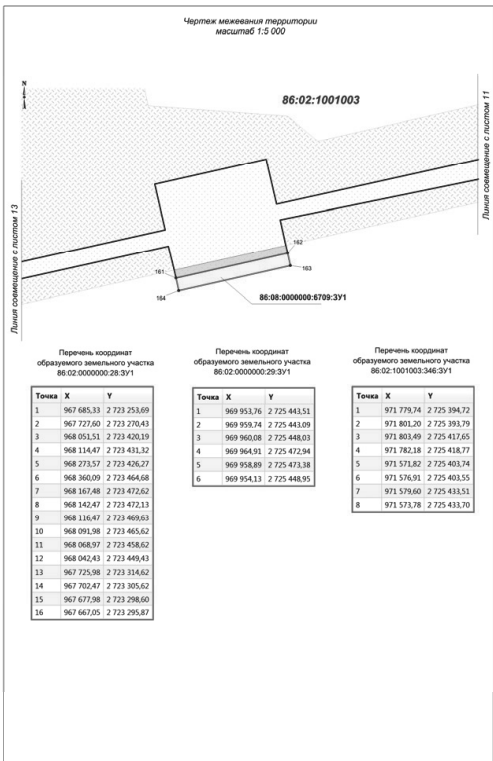 Чертеж межевания территории
масштаб 1:5 000
N
86:02:1001003
Линия совмещение с листом 11
Линия совмещение с листом 13
162
161
163
164
86:08:0000000:6709:ЗУ1
Перечень координат
образуемого земельного участка
86:02:0000000:28:ЗУ1
Точка X Y
1 967 685,33 2 723 253,69
2 967 727,60 2 723 270,43
3 968 051,51 2 723 420,19
4 968 114,47 2 723 431,32
5 968 273,57 2 723 426,27
6 968 360,09 2 723 464,68
7 968 167,48 2 723 472,62
8 968 142,47 2 723 472,13
9 968 116,47 2 723 469,63
10 968 091,98 2 723 465,62
11 968 068,97 2 723 458,62
12 968 042,43 2 723 449,43
13 967 725,98 2 723 314,62
14 967 702,47 2 723 305,62
15 967 677,98 2 723 298,60
16 967 667,05 2 723 295,87
Перечень координат
образуемого земельного участка
86:02:0000000:29:ЗУ1
Точка X Y
1 969 953,76 2 725 443,51
2 969 959,74 2 725 443,09
3 969 960,08 2 725 448,03
4 969 964,91 2 725 472,94
5 969 958,89 2 725 473,38
6 969 954,13 2 725 448,95
Перечень координат
образуемого земельного участка
86:02:1001003:346:ЗУ1
Точка X Y
1 971 779,74 2 725 394,72
2 971 801,20 2 725 393,79
3 971 803,49 2 725 417,65
4 971 782,18 2 725 418,77
5 971 571,82 2 725 403,74
6 971 576,91 2 725 403,55
7 971 579,60 2 725 433,51
8 971 573,78 2 725 433,70